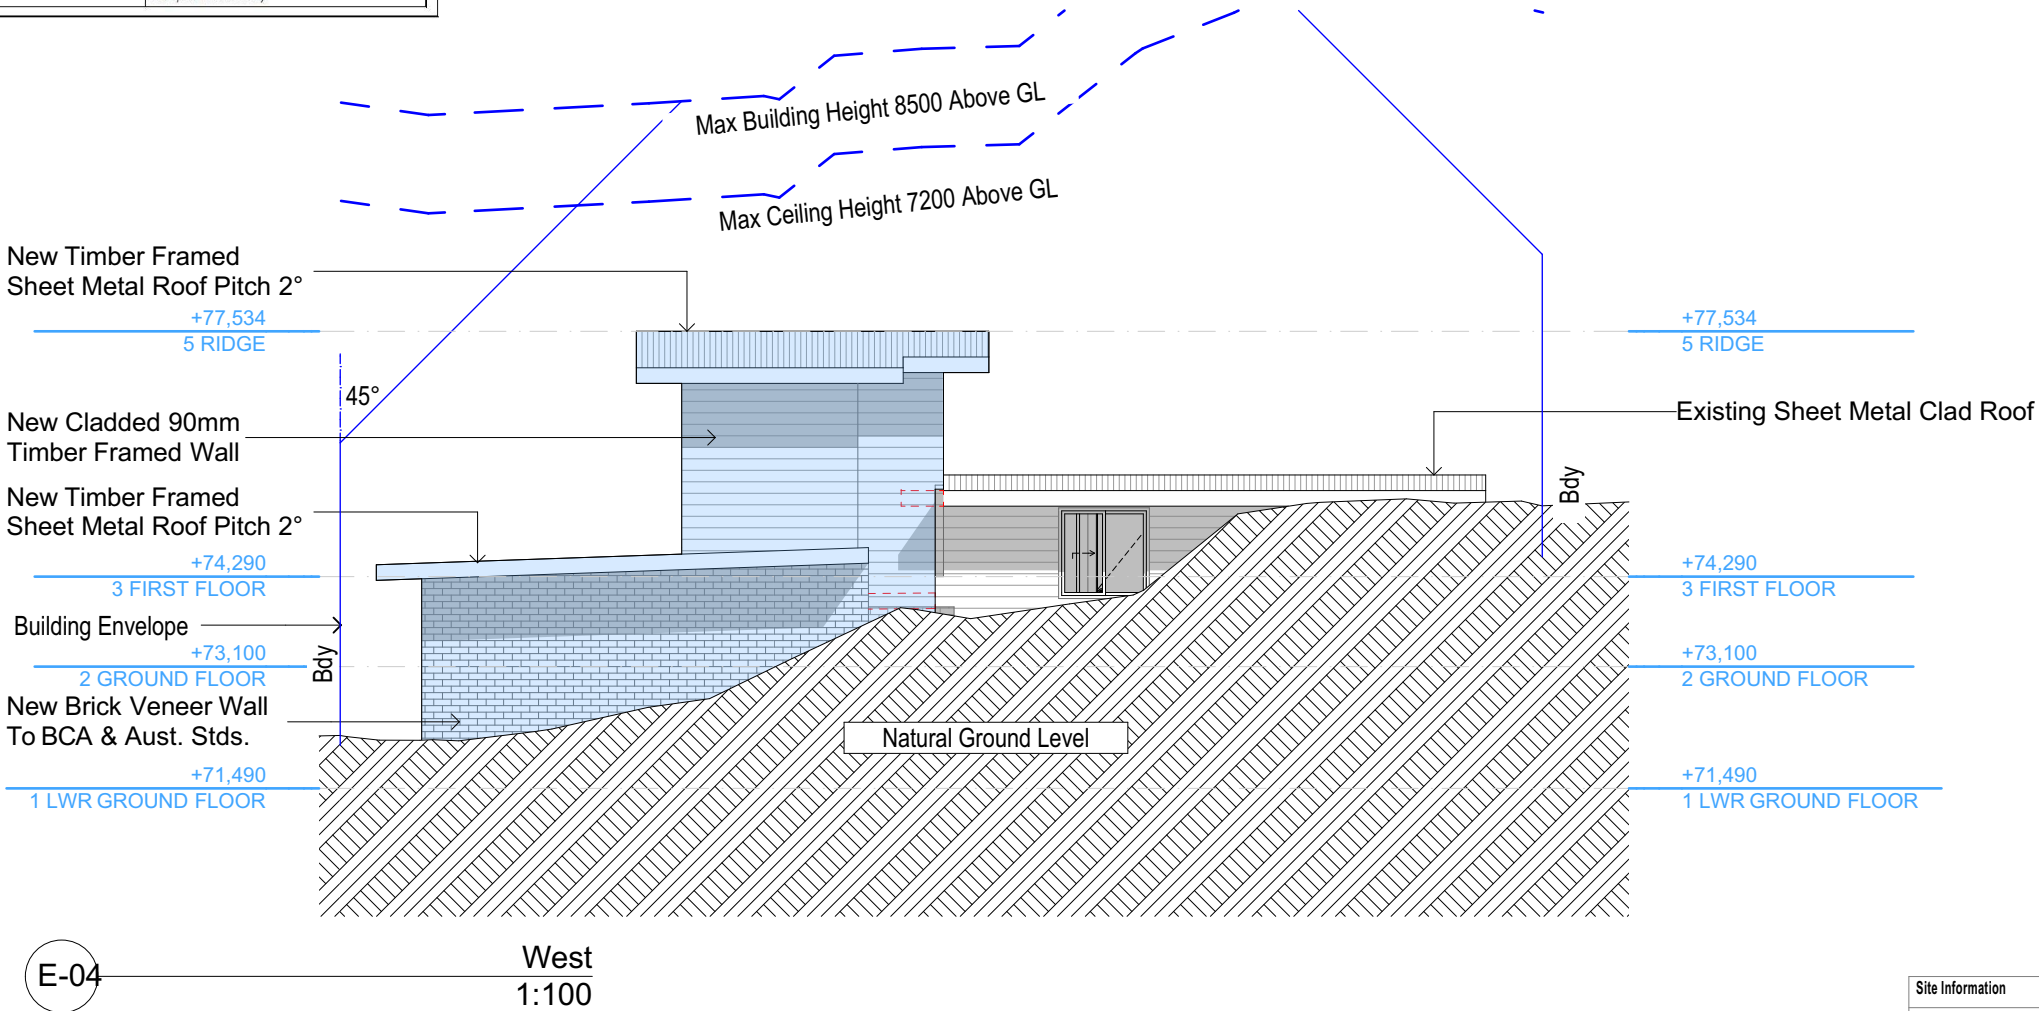 Max Building Height 8500 Above GL
Max Ceiling Height 7200 Above GL
New Timber Framed
Sheet Metal Roof Pitch 2°
+77,534
5 RIDGE
+77,534
5 RIDGE
45°
New Cladded 90mm
Timber Framed Wall
Existing Sheet Metal Clad Roof
Bdy
New Timber Framed
Sheet Metal Roof Pitch 2°
+74,290
3 FIRST FLOOR
+74,290
3 FIRST FLOOR
Building Envelope
Bdy
+73,100
2 GROUND FLOOR
+73,100
2 GROUND FLOOR
New Brick Veneer Wall
To BCA & Aust. Stds.
Natural Ground Level
+71,490
1 LWR GROUND FLOOR
+71,490
1 LWR GROUND FLOOR
E-04
West
1:100
Site Information